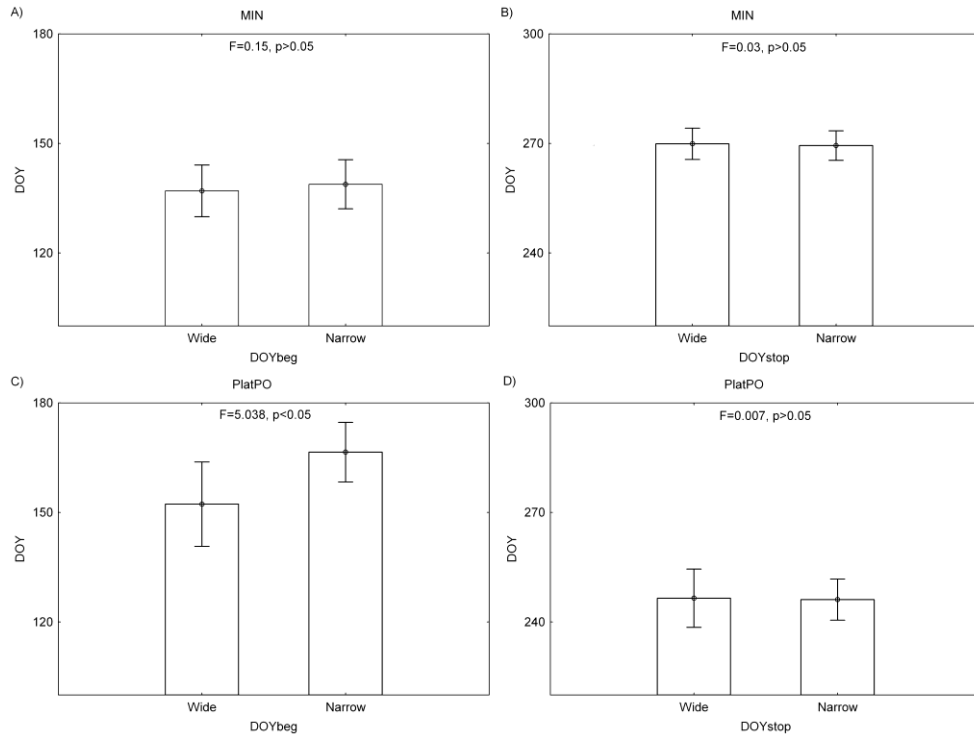 A)
MIN
F=0.15, p>0.05
180
150
120
DOY
Wide
Narrow
DOYbeg
B)
MIN
F=0.03, p>0.05
300
270
240
DOY
Wide
Narrow
DOYstop
C)
PlatPO
F=5.038, p<0.05
180
150
120
DOY
Wide
Narrow
DOYbeg
D)
PlatPO
F=0.007, p>0.05
300
270
240
DOY
Wide
Narrow
DOYstop